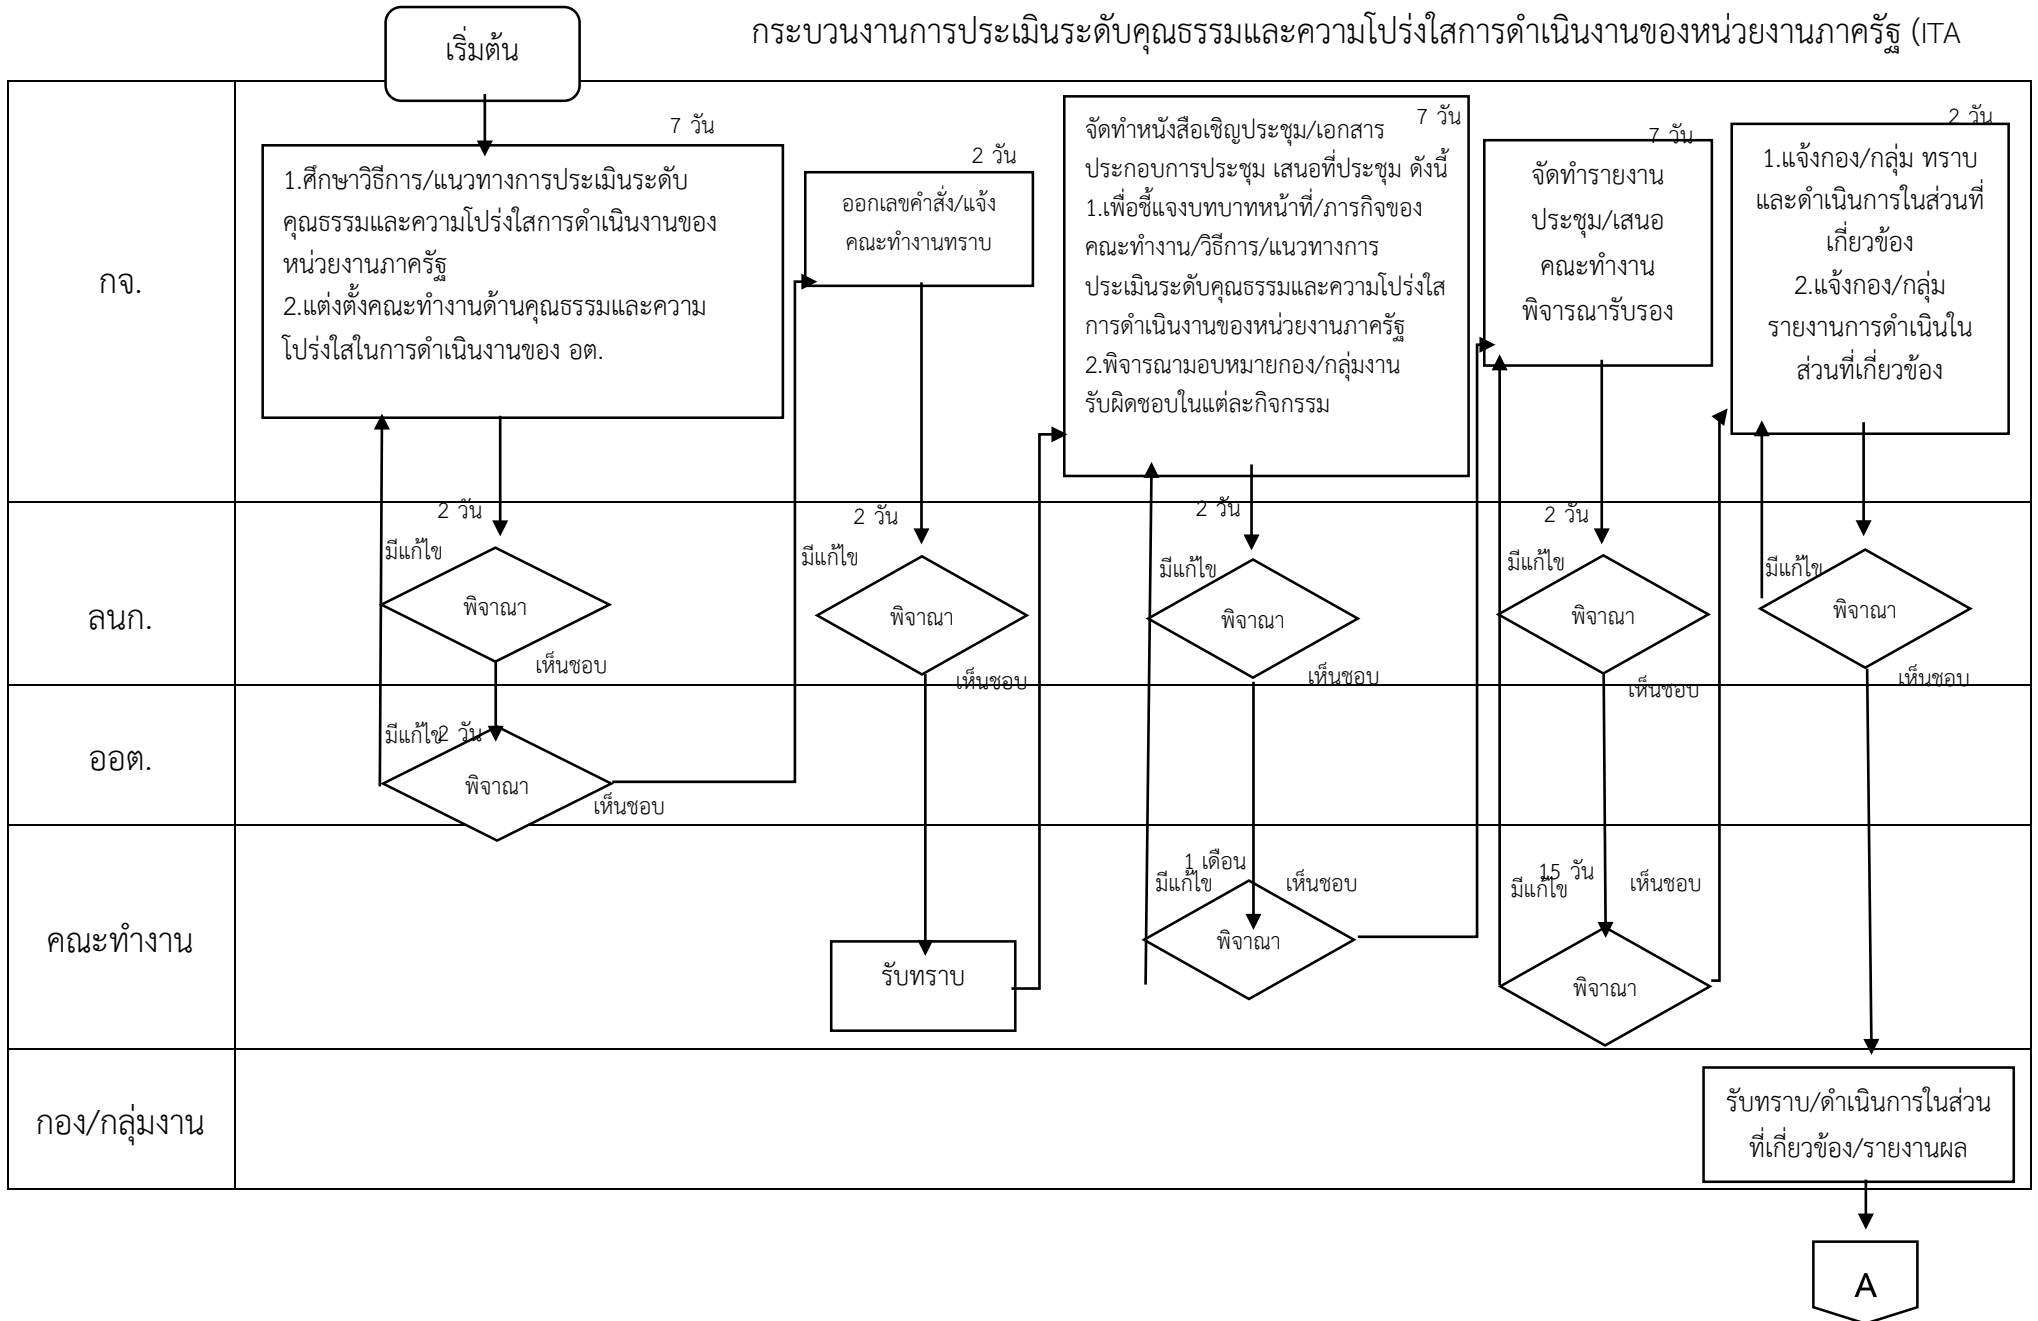 เริ่มต้น
กระบวนงานการประเมินระดับคุณธรรมและความโปร่งใสการดำเนินงานของหน่วยงานภาครัฐ (ITA
กจ.
7 วัน
1.ศึกษาวิธีการ/แนวทางการประเมินระดับ
คุณธรรมและความโปร่งใสการดำเนินงานของ
หน่วยงานภาครัฐ
2.แต่งตั้งคณะทำงานด้านคุณธรรมและความ
โปร่งใสในการดำเนินงานของ อต.
2 วัน
ออกเลขคำสั่ง/แจ้ง
คณะทำงานทราบ
7 วัน
จัดทำหนังสือเชิญประชุม/เอกสาร
ประกอบการประชุม เสนอที่ประชุม ดังนี้
1.เพื่อชี้แจงบทบาทหน้าที่/ภารกิจของ
คณะทำงาน/วิธีการ/แนวทางการ
ประเมินระดับคุณธรรมและความโปร่งใส
การดำเนินงานของหน่วยงานภาครัฐ
2.พิจารณามอบหมายกอง/กลุ่มงาน
รับผิดชอบในแต่ละกิจกรรม
7 วัน
จัดทำรายงาน
ประชุม/เสนอ
คณะทำงาน
พิจารณารับรอง
2 วัน
1.แจ้งกอง/กลุ่ม ทราบ
และดำเนินการในส่วนที่
เกี่ยวข้อง
2.แจ้งกอง/กลุ่ม
รายงานการดำเนินใน
ส่วนที่เกี่ยวข้อง
ลนก.
2 วัน
มีแก้ไข
พิจาณา
เห็นชอบ
2 วัน
มีแก้ไข
พิจาณา
เห็นชอบ
2 วัน
มีแก้ไข
พิจาณา
เห็นชอบ
2 วัน
มีแก้ไข
พิจาณา
เห็นชอบ
มีแก้ไข
พิจาณา
เห็นชอบ
ออต.
มีแก้ไข
2 วัน
พิจาณา
เห็นชอบ
คณะทำงาน
รับทราบ
1 เดือน
มีแก้ไข
เห็นชอบ
พิจาณา
15 วัน
มีแก้ไข
เห็นชอบ
พิจาณา
กอง/กลุ่มงาน
รับทราบ/ดำเนินการในส่วน
ที่เกี่ยวข้อง/รายงานผล
A